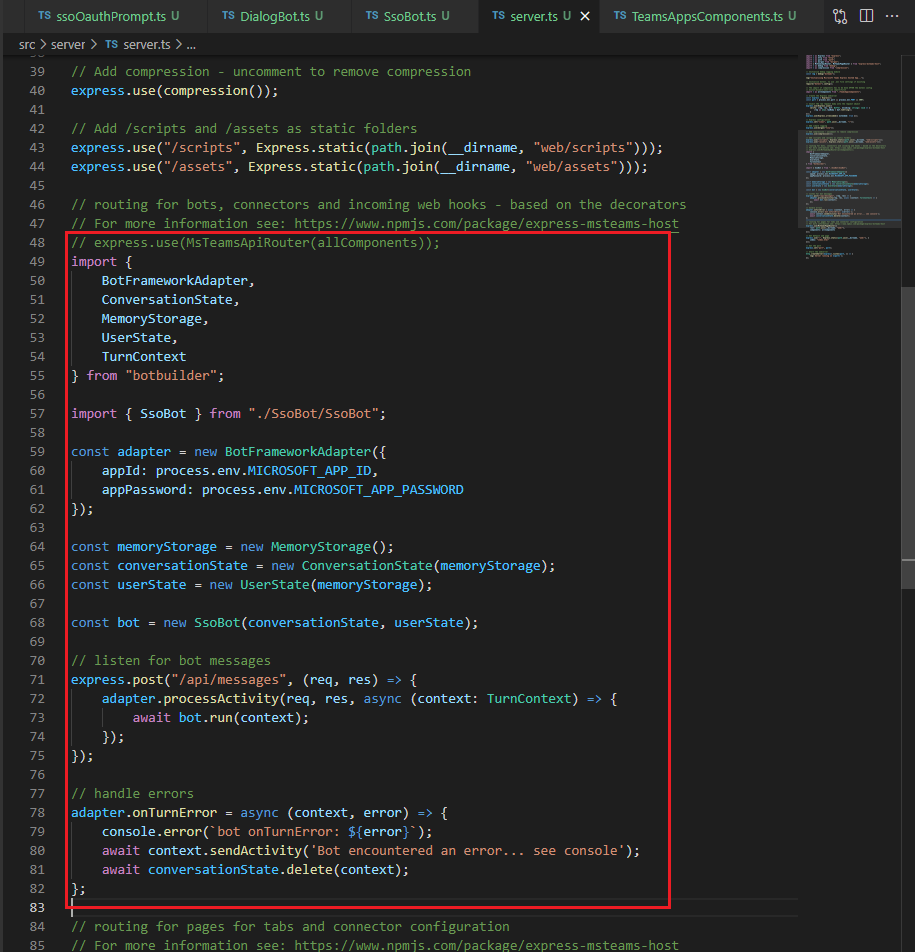 TS ssoOauthPrompt.ts U TS DialogBot.ts U TS SsoBot.ts U TS server.ts U TS TeamsAppsComponents.ts U
src > server > TS server.ts > ...
39 // Add compression - uncomment to remove compression
40 express.use(compression());
41
42 // Add /scripts and /assets as static folders
43 express.use("/scripts", Express.static(path.join(__dirname, "web/scripts")));
44 express.use("/assets", Express.static(path.join(__dirname, "web/assets")));
45
46 // routing for bots, connectors and incoming web hooks - based on the decorators
47 // For more information see: https://www.npmjs.com/package/express-msteams-host
48 // express.use(MsTeamsApiRouter(allComponents));
49 import {
50 BotFrameworkAdapter,
51 ConversationState,
52 MemoryStorage,
53 UserState,
54 TurnContext
55 } from "botbuilder";
56
57 import { SsoBot } from "./SsoBot/SsoBot";
58
59 const adapter = new BotFrameworkAdapter({
60 appId: process.env.MICROSOFT_APP_ID,
61 appPassword: process.env.MICROSOFT_APP_PASSWORD
62 });
63
64 const memoryStorage = new MemoryStorage();
65 const conversationState = new ConversationState(memoryStorage);
66 const userState = new UserState(memoryStorage);
67
68 const bot = new SsoBot(conversationState, userState);
69
70 // listen for bot messages
71 express.post("/api/messages", (req, res) => {
72 adapter.processActivity(req, res, async (context: TurnContext) => {
73 await bot.run(context);
74 });
75 });
76
77 // handle errors
78 adapter.onTurnError = async (context, error) => {
79 console.error(`bot onTurnError: ${error}`);
80 await context.sendActivity('Bot encountered an error... see console');
81 await conversationState.delete(context);
82 };
83
84 // routing for pages for tabs and connector configuration
85 // For more information see: https://www.npmjs.com/package/express-msteams-host